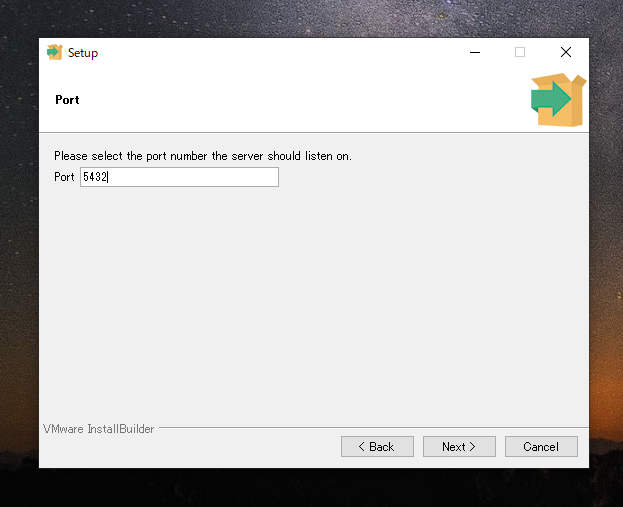 Setup
Port
Please select the port number the server should listen on.
Port 5432
VMware InstallBuilder
< Back Next > Cancel